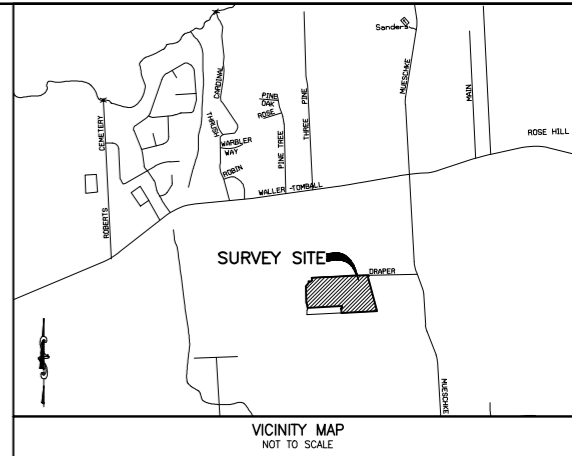 Sanders
CARDINAL
MUESCHKE
MAIN
PINE
OAK
ROSE
THREE PINE
CEMETERY
THRUSH
WARBLER
WAY
PINE TREE
ROSE HILL
ROBIN
WALLER-TOMBALL
ROBERTS
SURVEY SITE
DRAPER
MUESCHKE
VICINITY MAP
NOT TO SCALE